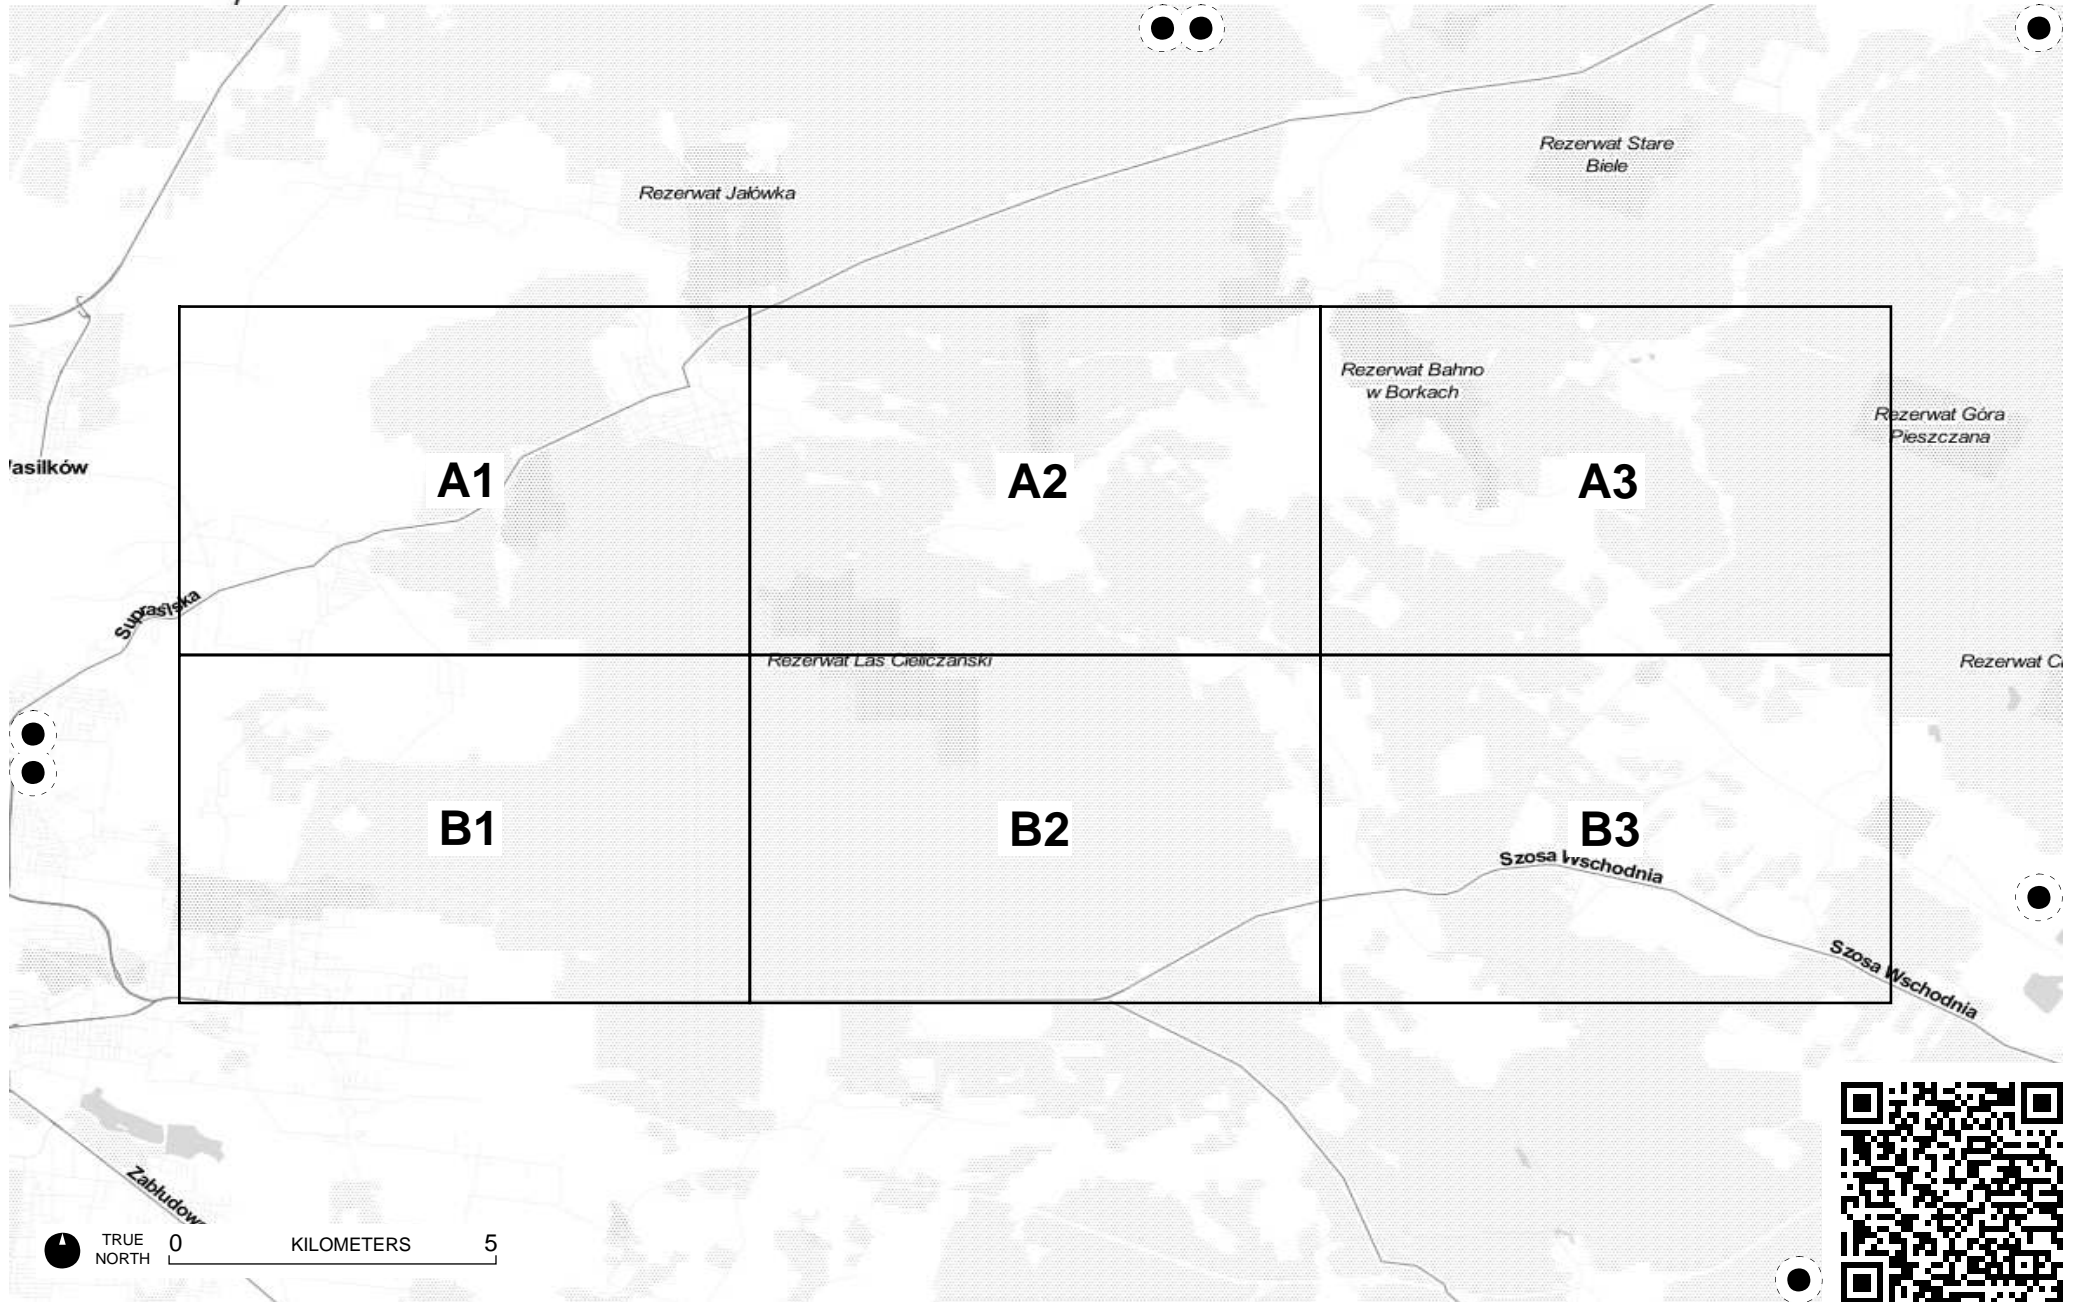 Rezerwat Stare
Biele
Rezerwat Jałówka
Rezerwat Bahno
w Borkach
Rezerwat Góra
Pieszczana
asilków
A1
A2
A3
Supraślska
Rezerwat Las Cieliczański
Rezerwat C
B1
B2
B3
Szosa Wschodnia
Szosa Wschodnia
Zabłudow
TRUE
NORTH
0 KILOMETERS 5